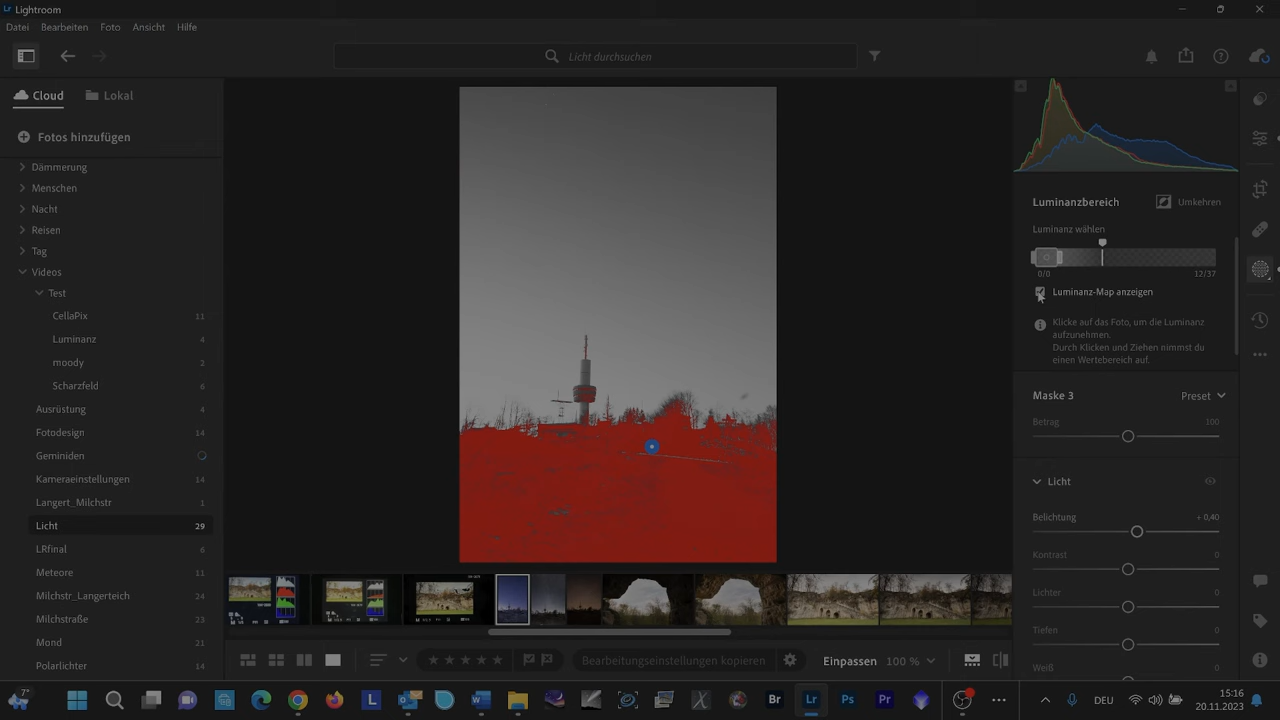 Lr Lightroom
Datei Bearbeiten Foto Ansicht Hilfe
Licht durchsuchen
Cloud Lokal
Fotos hinzufügen
Dämmerung
Menschen
Nacht
Reisen
Tag
Videos
Test
CellaPix 11
Luminanz 4
moody 2
Scharzfeld 6
Ausrüstung 4
Fotodesign 14
Geminiden
Kameraeinstellungen 14
Langert_Milchstr 1
Licht 29
LRfinal 6
Meteore 11
Milchstr_Langerteich 24
Milchstraße 23
Mond 21
Polarlichter 14
Luminanzbereich Umkehren
Luminanz wählen
0/0 12/37
Luminanz-Map anzeigen
Klicke auf das Foto, um die Luminanz
aufzunehmen.
Durch Klicken und Ziehen nimmst du
einen Wertebereich auf.
Maske 3 Preset
Betrag 100
Licht
Belichtung + 0,40
Kontrast 0
Lichter 0
Tiefen 0
Weiß 0
Bearbeitungseinstellungen kopieren
Einpassen 100 %
7°
L W X Br Lr Ps Pr
DEU
15:16
20.11.2023